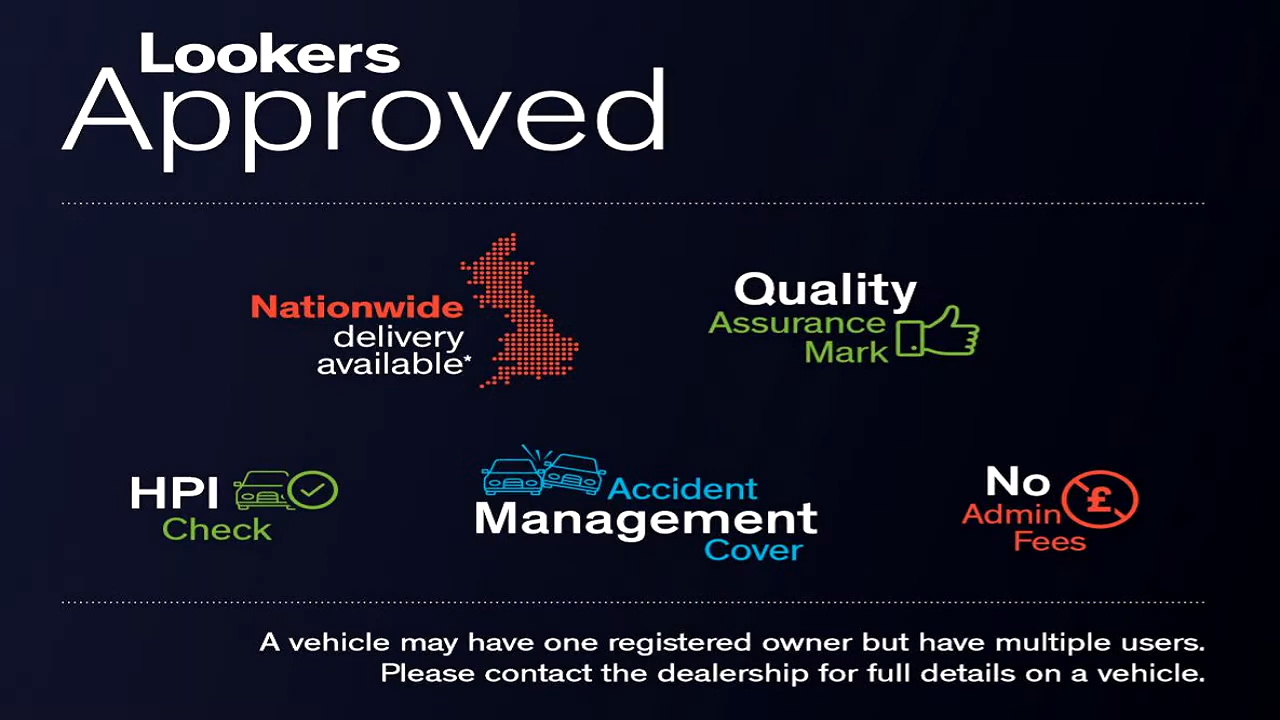 Lookers
Approved
Nationwide
delivery
available*
Quality
Assurance
Mark
HPI
Check
Accident
Management
Cover
No
Admin
£
Fees
A vehicle may have one registered owner but have multiple users.
Please contact the dealership for full details on a vehicle.